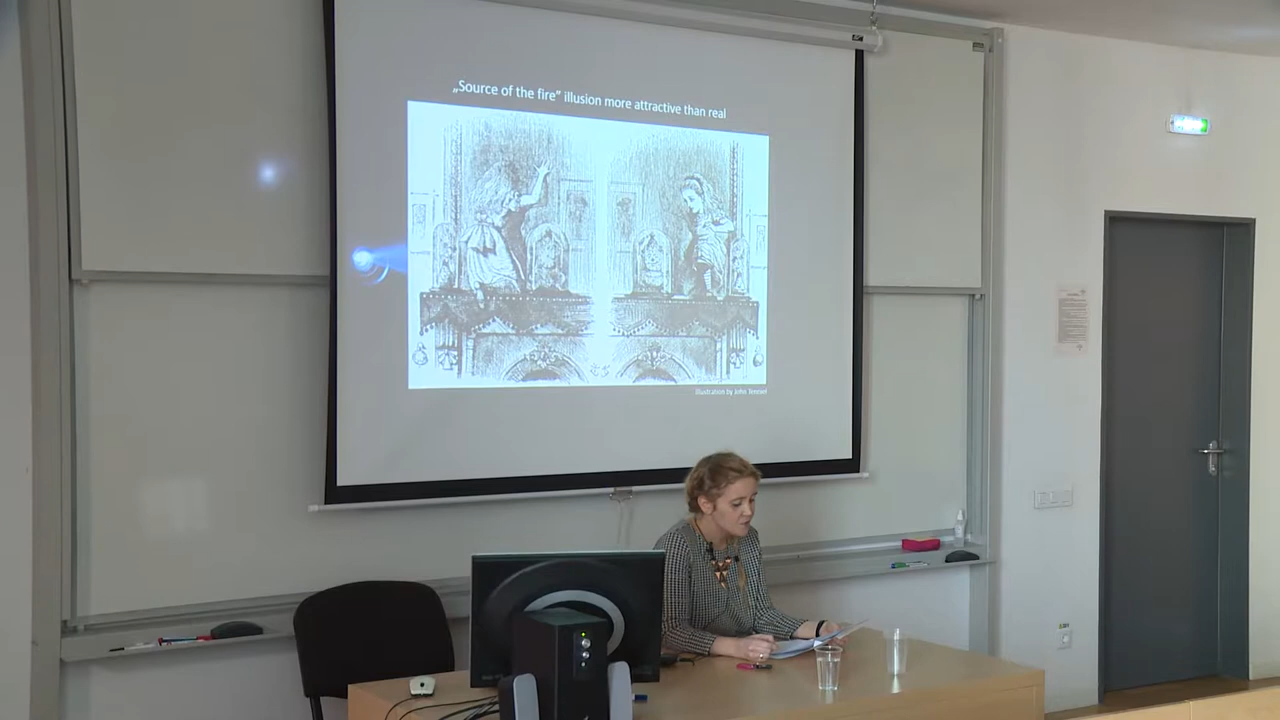 „Source of the fire” illusion more attractive than real
Illustration by John Tenniel